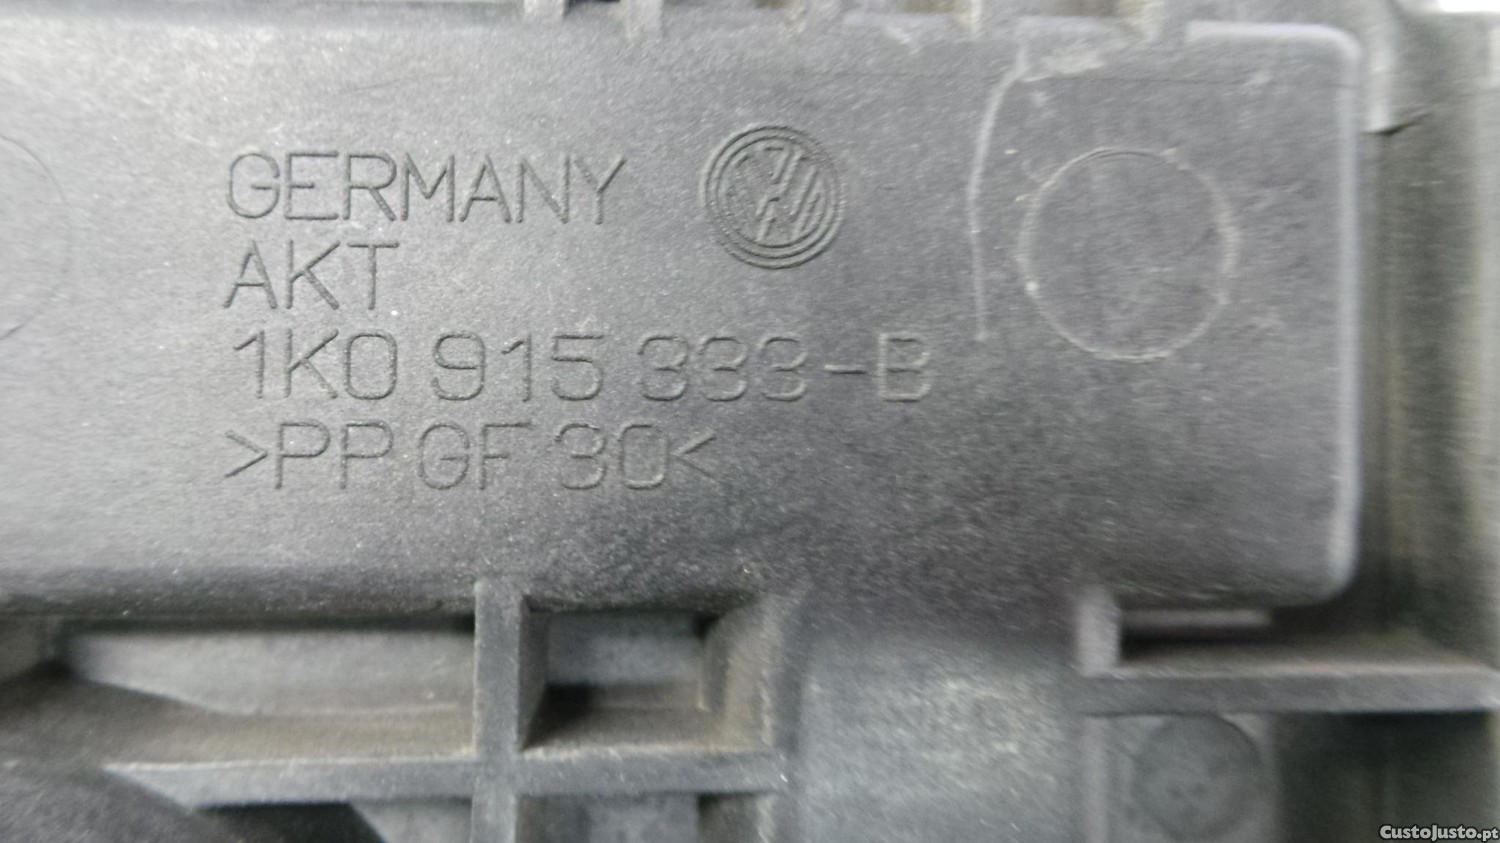 GERMANY
AKT
1K0 915 333-B
>PP GF 30<
CustoJusto.pt